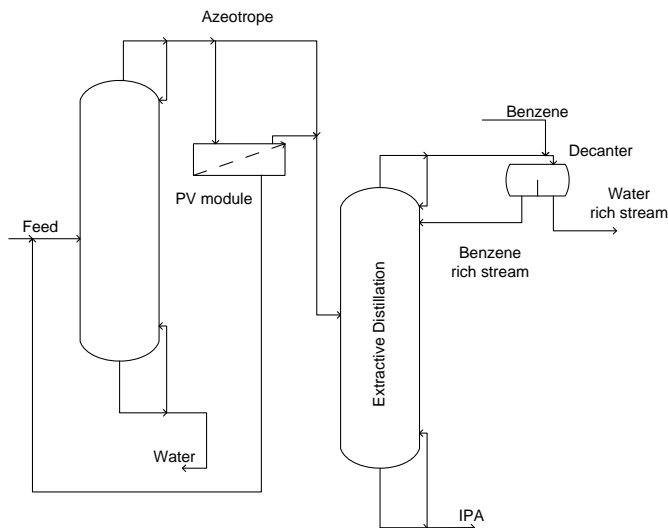 Azeotrope
Benzene
Decanter
PV module
Water
rich stream
Feed
Benzene
rich stream
Extractive Distillation
Water
IPA